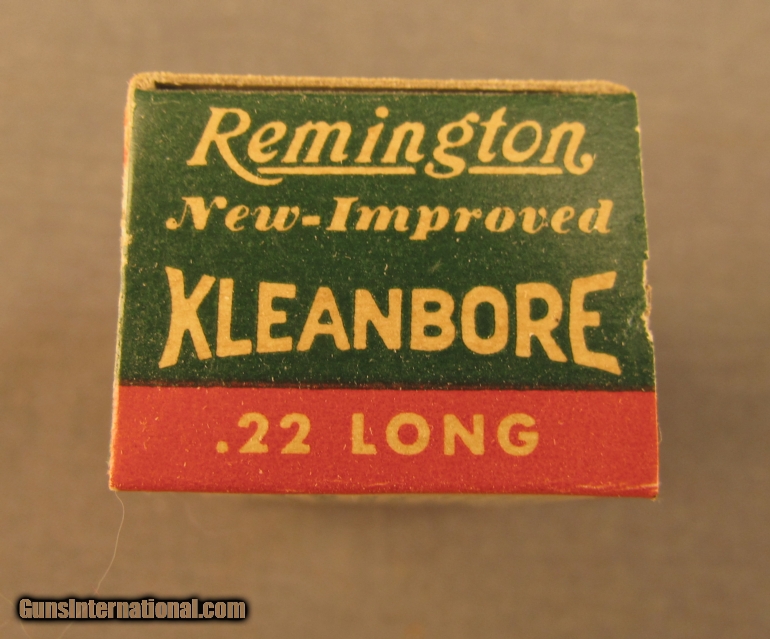 Remington
New-Improved
KLEANBORE
.22 LONG
GunsInternational.com